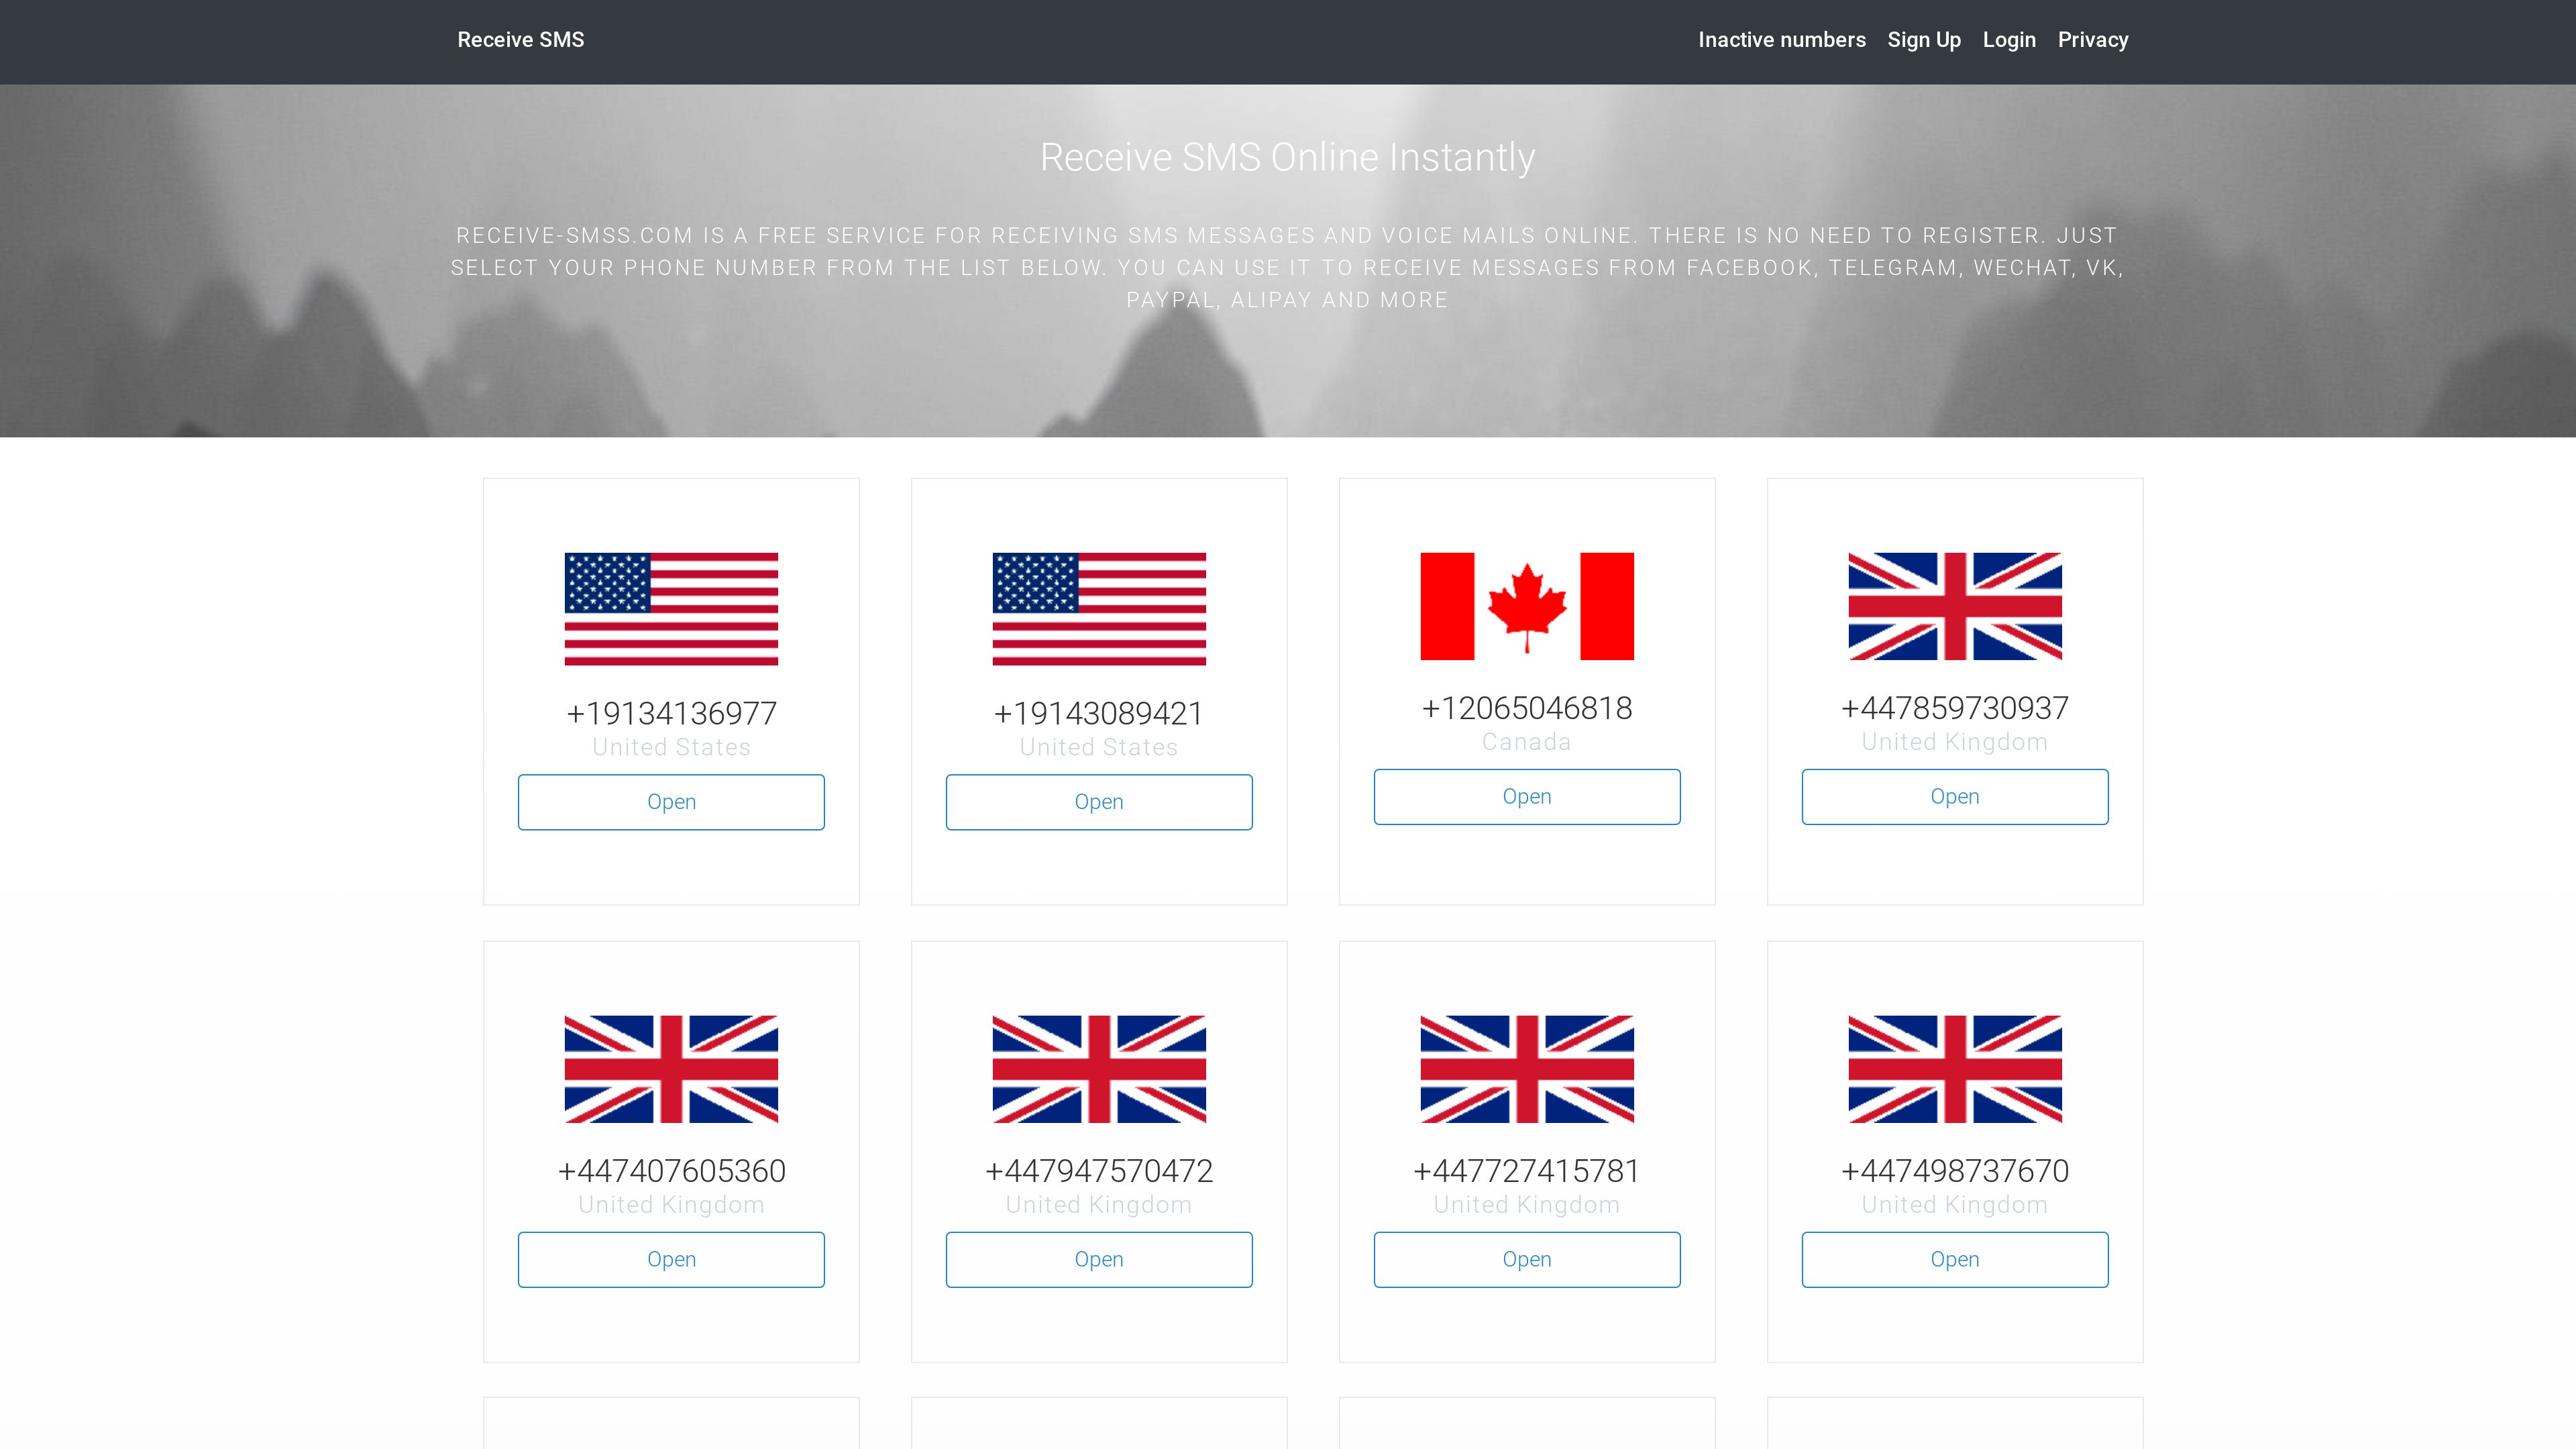 Receive SMS
Inactive numbers Sign Up Login Privacy
Receive SMS Online Instantly
RECEIVE-SMSS.COM IS A FREE SERVICE FOR RECEIVING SMS MESSAGES AND VOICE MAILS ONLINE. THERE IS NO NEED TO REGISTER. JUST
SELECT YOUR PHONE NUMBER FROM THE LIST BELOW. YOU CAN USE IT TO RECEIVE MESSAGES FROM FACEBOOK, TELEGRAM, WECHAT, VK,
PAYPAL, ALIPAY AND MORE
+19134136977
United States
Open
+19143089421
United States
Open
+12065046818
Canada
Open
+447859730937
United Kingdom
Open
+447407605360
United Kingdom
Open
+447947570472
United Kingdom
Open
+447727415781
United Kingdom
Open
+447498737670
United Kingdom
Open